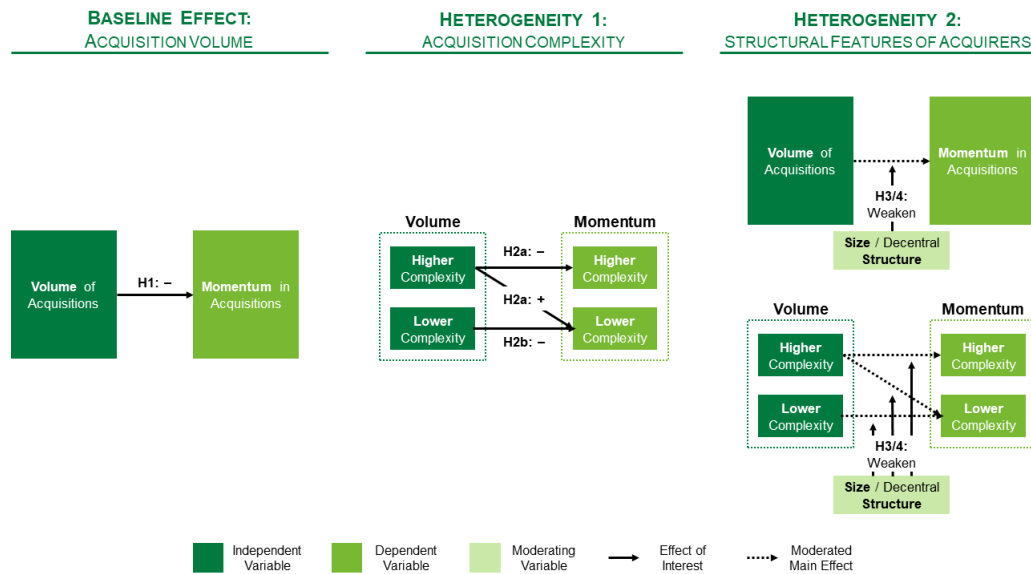 BASELINE EFFECT:
ACQUISITION VOLUME
Volume of
Acquisitions
H1: –
Momentum in
Acquisitions
HETEROGENEITY 1:
ACQUISITION COMPLEXITY
Volume
Momentum
Higher
Complexity
H2a: –
Higher
Complexity
H2a: +
Lower
Complexity
H2b: –
Lower
Complexity
HETEROGENEITY 2:
STRUCTURAL FEATURES OF ACQUIRERS
Volume of
Acquisitions
Momentum in
Acquisitions
H3/4:
Weaken
Size / Decentral
Structure
Volume
Momentum
Higher
Complexity
Higher
Complexity
Lower
Complexity
Lower
Complexity
H3/4:
Weaken
Size / Decentral
Structure
Independent
Variable
Dependent
Variable
Moderating
Variable
Effect of
Interest
Moderated
Main Effect